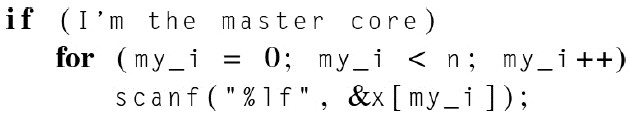 if (I'm the master core)
for (my_i = 0; my_i < n; my_i++)
scanf("%lf", &x[my_i]);